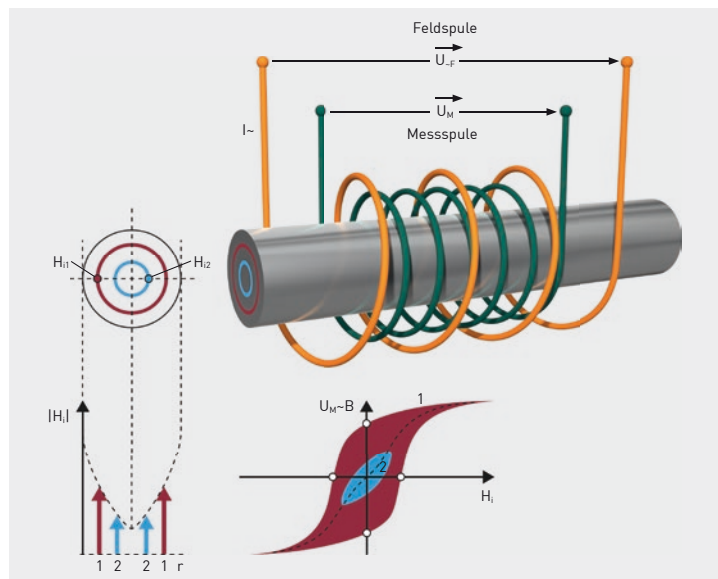 Feldspule
U~F
I~
UM
Messspule
Hi1
Hi2
|Hi|
UM~B
1
2
Hi
1 2 2 1 r